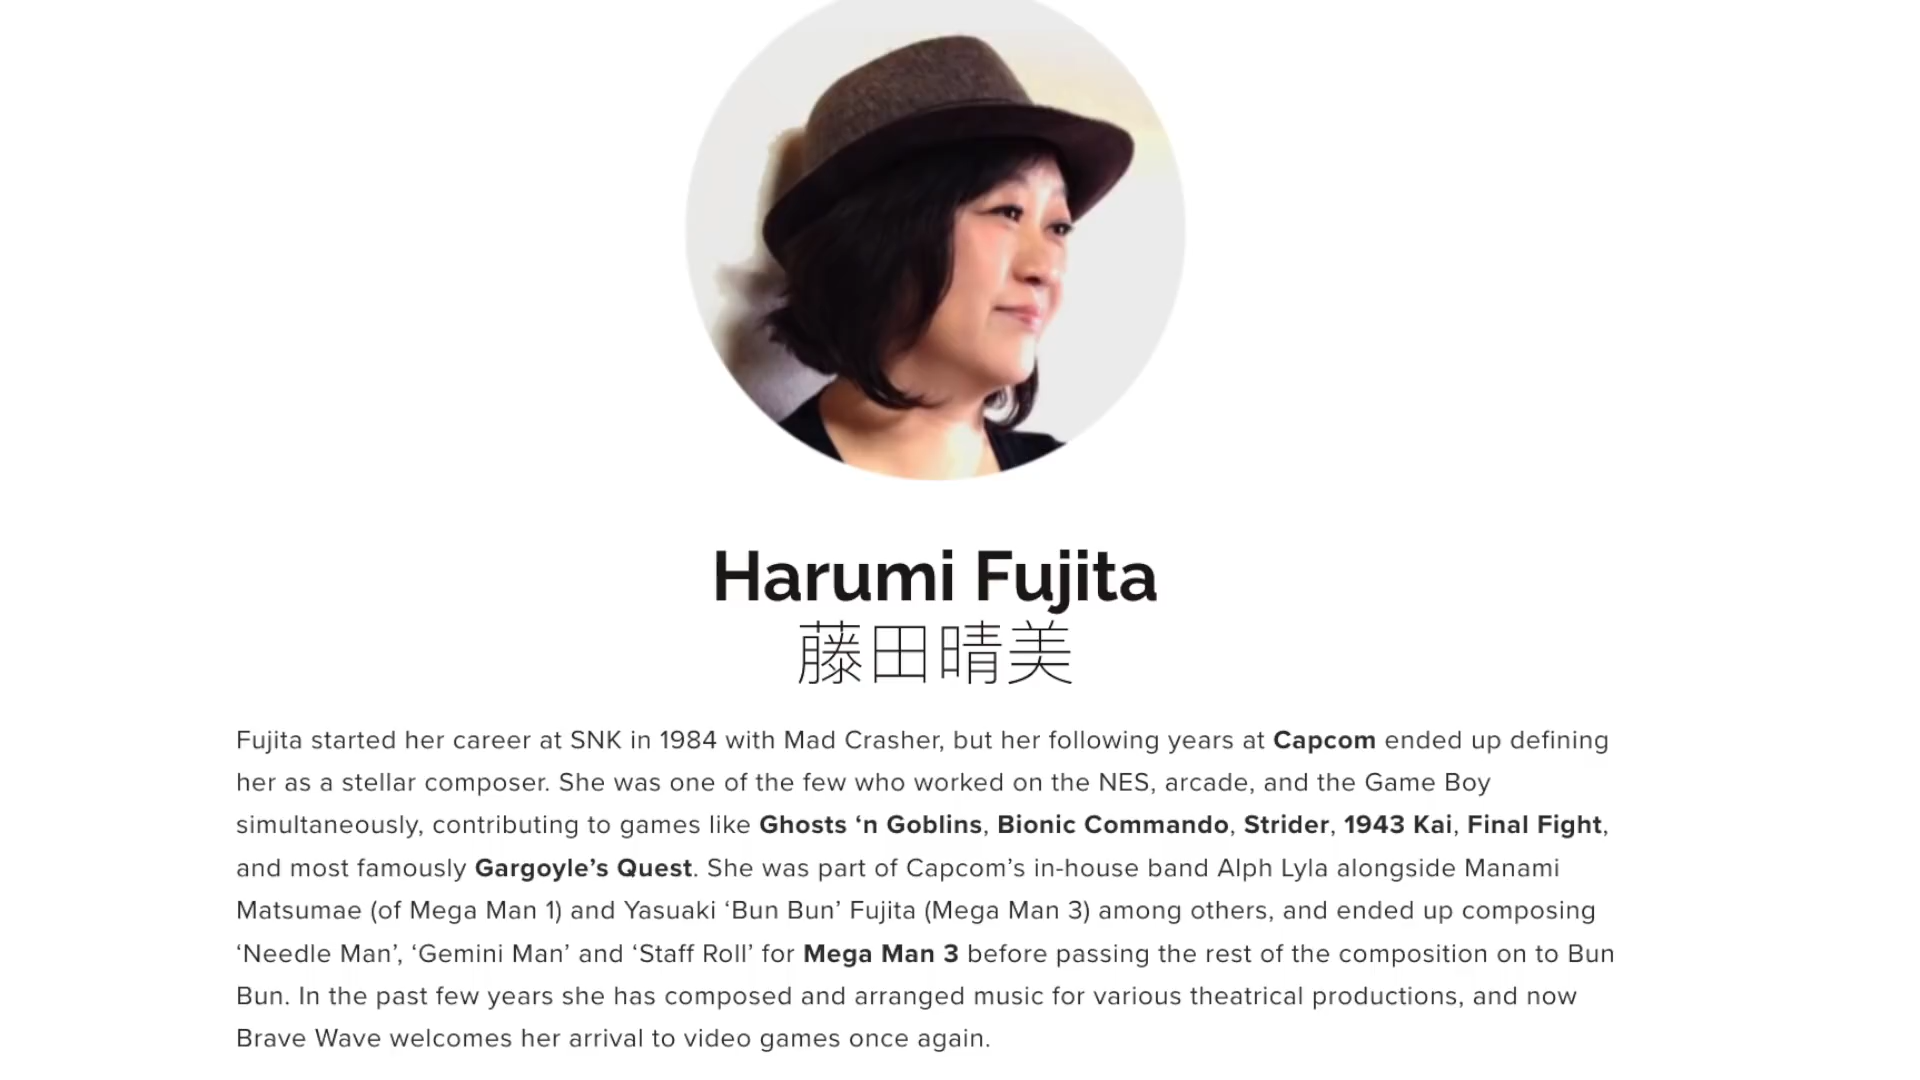 Harumi Fujita
藤田晴美
Fujita started her career at SNK in 1984 with Mad Crasher, but her following years at Capcom ended up defining
her as a stellar composer. She was one of the few who worked on the NES, arcade, and the Game Boy
simultaneously, contributing to games like Ghosts ‘n Goblins, Bionic Commando, Strider, 1943 Kai, Final Fight,
and most famously Gargoyle’s Quest. She was part of Capcom’s in-house band Alph Lyla alongside Manami
Matsumae (of Mega Man 1) and Yasuaki ‘Bun Bun’ Fujita (Mega Man 3) among others, and ended up composing
‘Needle Man’, ‘Gemini Man’ and ‘Staff Roll’ for Mega Man 3 before passing the rest of the composition on to Bun
Bun. In the past few years she has composed and arranged music for various theatrical productions, and now
Brave Wave welcomes her arrival to video games once again.